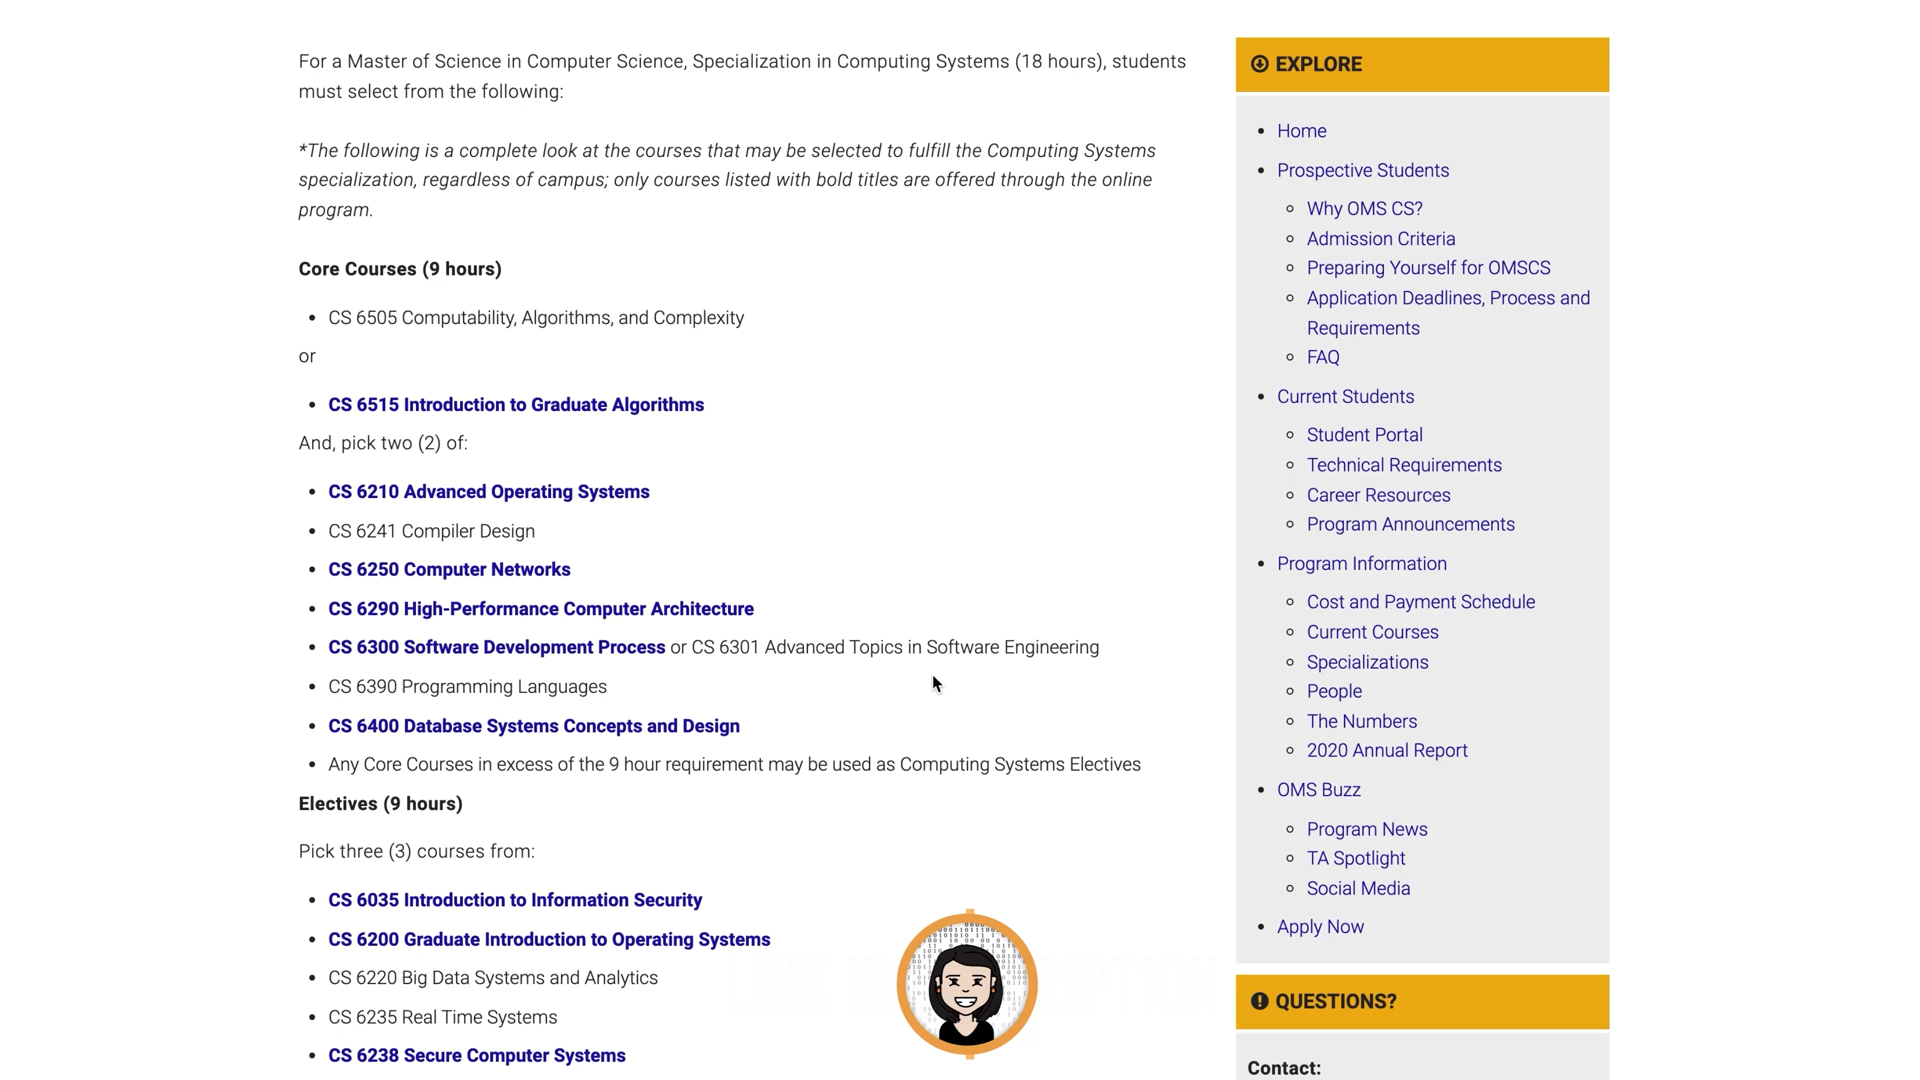 For a Master of Science in Computer Science, Specialization in Computing Systems (18 hours), students
must select from the following:
*The following is a complete look at the courses that may be selected to fulfill the Computing Systems
specialization, regardless of campus; only courses listed with bold titles are offered through the online
program.
Core Courses (9 hours)
• CS 6505 Computability, Algorithms, and Complexity
or
• CS 6515 Introduction to Graduate Algorithms
And, pick two (2) of:
• CS 6210 Advanced Operating Systems
• CS 6241 Compiler Design
• CS 6250 Computer Networks
• CS 6290 High-Performance Computer Architecture
• CS 6300 Software Development Process or CS 6301 Advanced Topics in Software Engineering
• CS 6390 Programming Languages
• CS 6400 Database Systems Concepts and Design
• Any Core Courses in excess of the 9 hour requirement may be used as Computing Systems Electives
Electives (9 hours)
Pick three (3) courses from:
• CS 6035 Introduction to Information Security
• CS 6200 Graduate Introduction to Operating Systems
• CS 6220 Big Data Systems and Analytics
• CS 6235 Real Time Systems
• CS 6238 Secure Computer Systems
LINK IN
EXPLORE
• Home
• Prospective Students
Why OMS CS?
Admission Criteria
Preparing Yourself for OMSCS
Application Deadlines, Process and
Requirements
FAQ
• Current Students
Student Portal
Technical Requirements
Career Resources
Program Announcements
• Program Information
Cost and Payment Schedule
Current Courses
Specializations
People
The Numbers
2020 Annual Report
• OMS Buzz
Program News
TA Spotlight
Social Media
• Apply Now
QUESTIONS?
Contact: